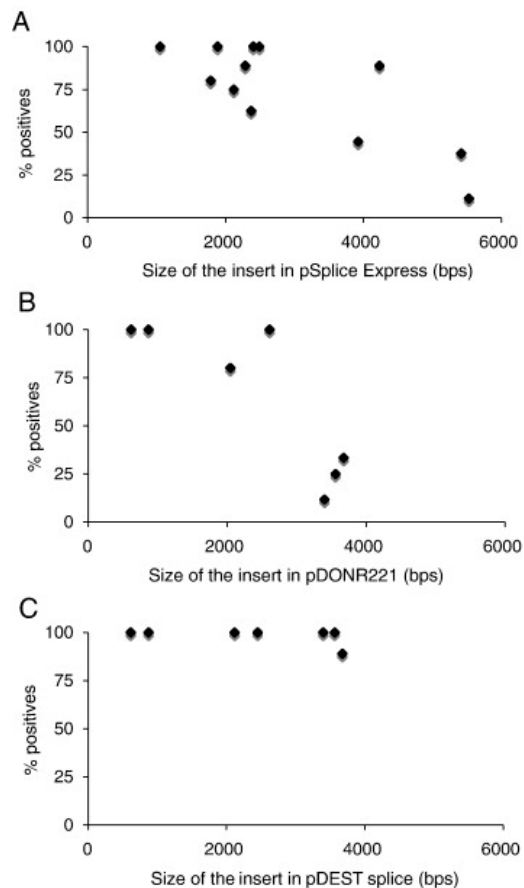 A
100
75
50
25
0
% positives
0 2000 4000 6000
Size of the insert in pSplice Express (bps)
B
100
75
50
25
0
% positives
0 2000 4000 6000
Size of the insert in pDONR221 (bps)
C
100
75
50
25
0
% positives
0 2000 4000 6000
Size of the insert in pDEST splice (bps)